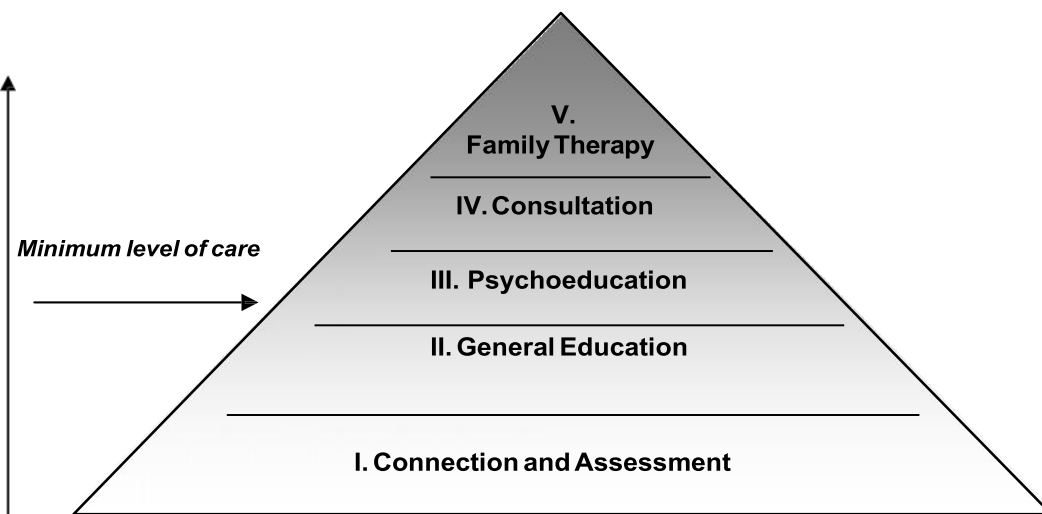 V.
Family Therapy
IV. Consultation
Minimum level of care
III. Psychoeducation
II. General Education
I. Connection and Assessment